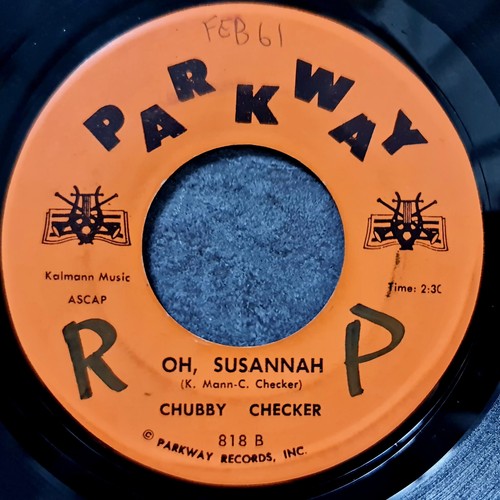 FEB 61
PARKWAY
Kalmann Music
ASCAP
Time: 2:30
R P
OH, SUSANNAH
(K. Mann-C. Checker)
CHUBBY CHECKER
818 B
© PARKWAY RECORDS, INC.